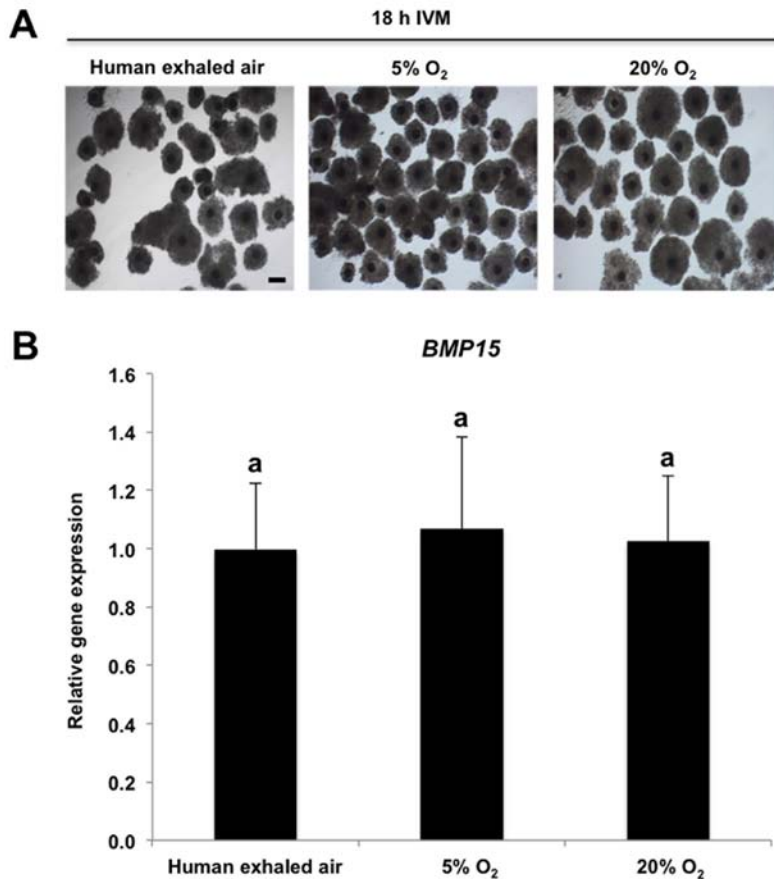 A
18 h IVM
Human exhaled air 5% O₂ 20% O₂
B
BMP15
Relative gene expression
1.6
1.4
1.2
1.0
0.8
0.6
0.4
0.2
0.0
a a a
Human exhaled air 5% O₂ 20% O₂